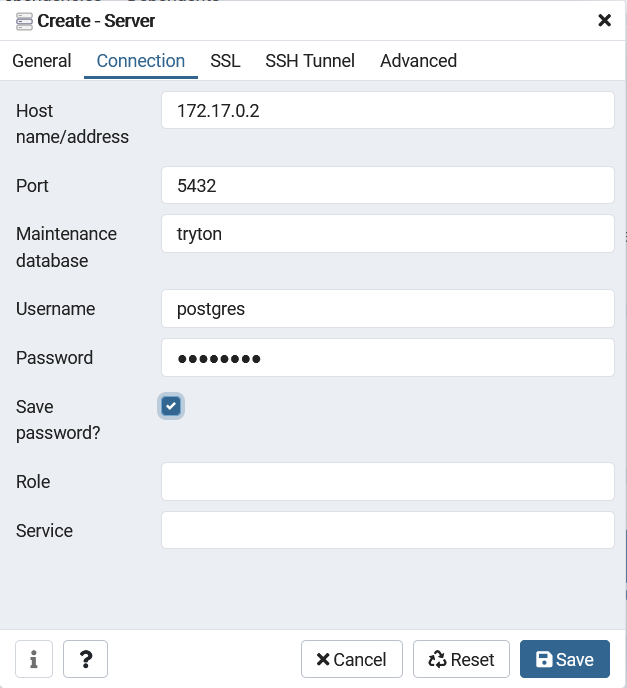 Create - Server
General Connection SSL SSH Tunnel Advanced
Host name/address 172.17.0.2
Port 5432
Maintenance database tryton
Username postgres
Password ●●●●●●●●
Save password?
Role
Service
i ? Cancel Reset Save